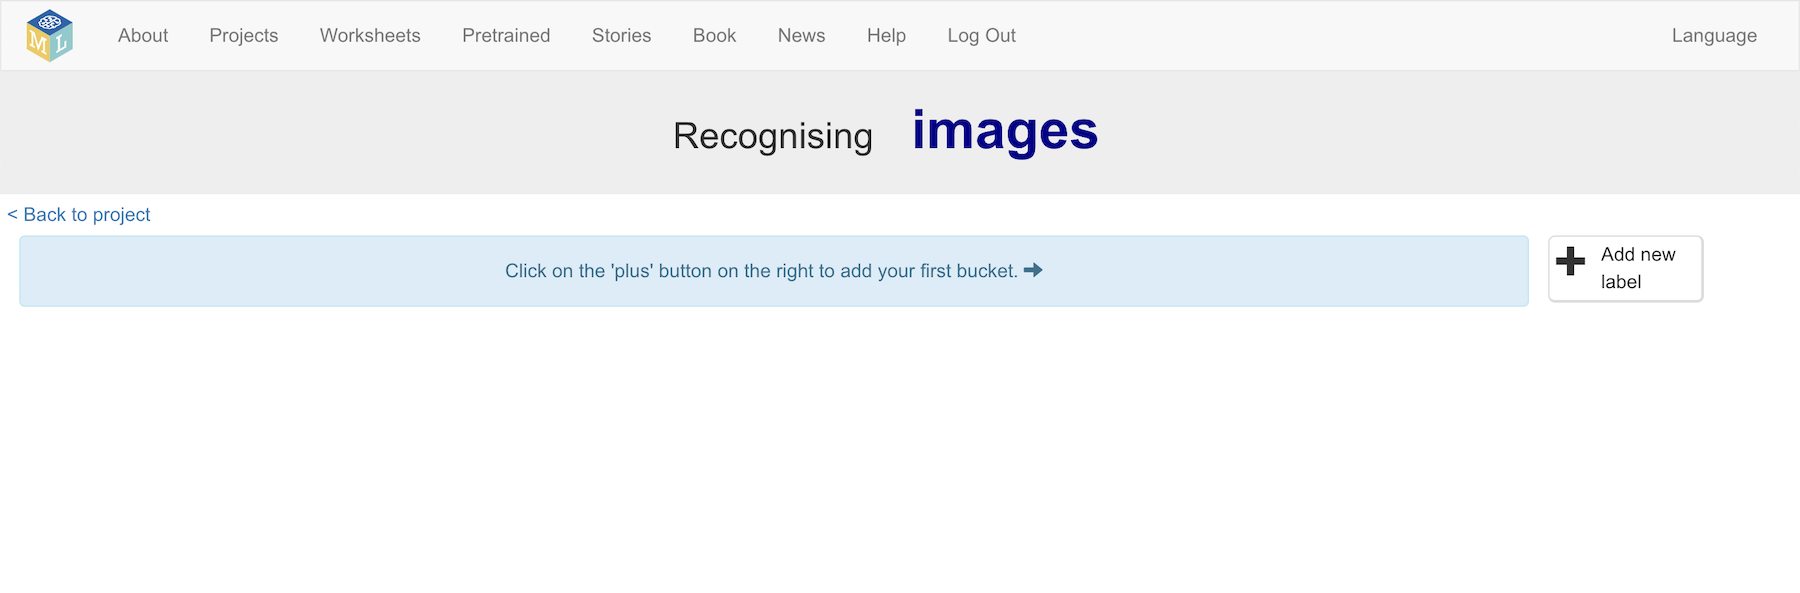 M L
About Projects Worksheets Pretrained Stories Book News Help Log Out Language
Recognising images
< Back to project
Click on the 'plus' button on the right to add your first bucket.
Add new
label